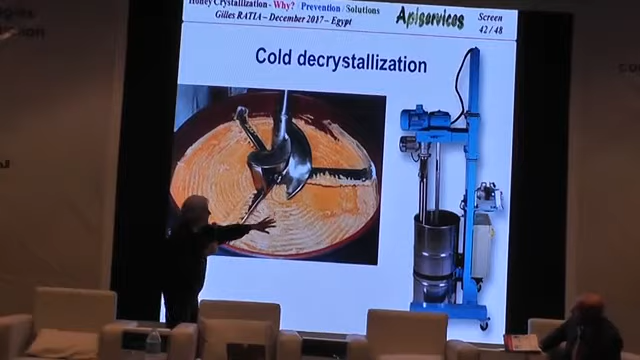 Honey Crystallization - Why? / Prevention / Solutions
Gilles RATIA – December 2017 – Egypt
Apiservices
Screen
42 / 48
Cold decrystallization